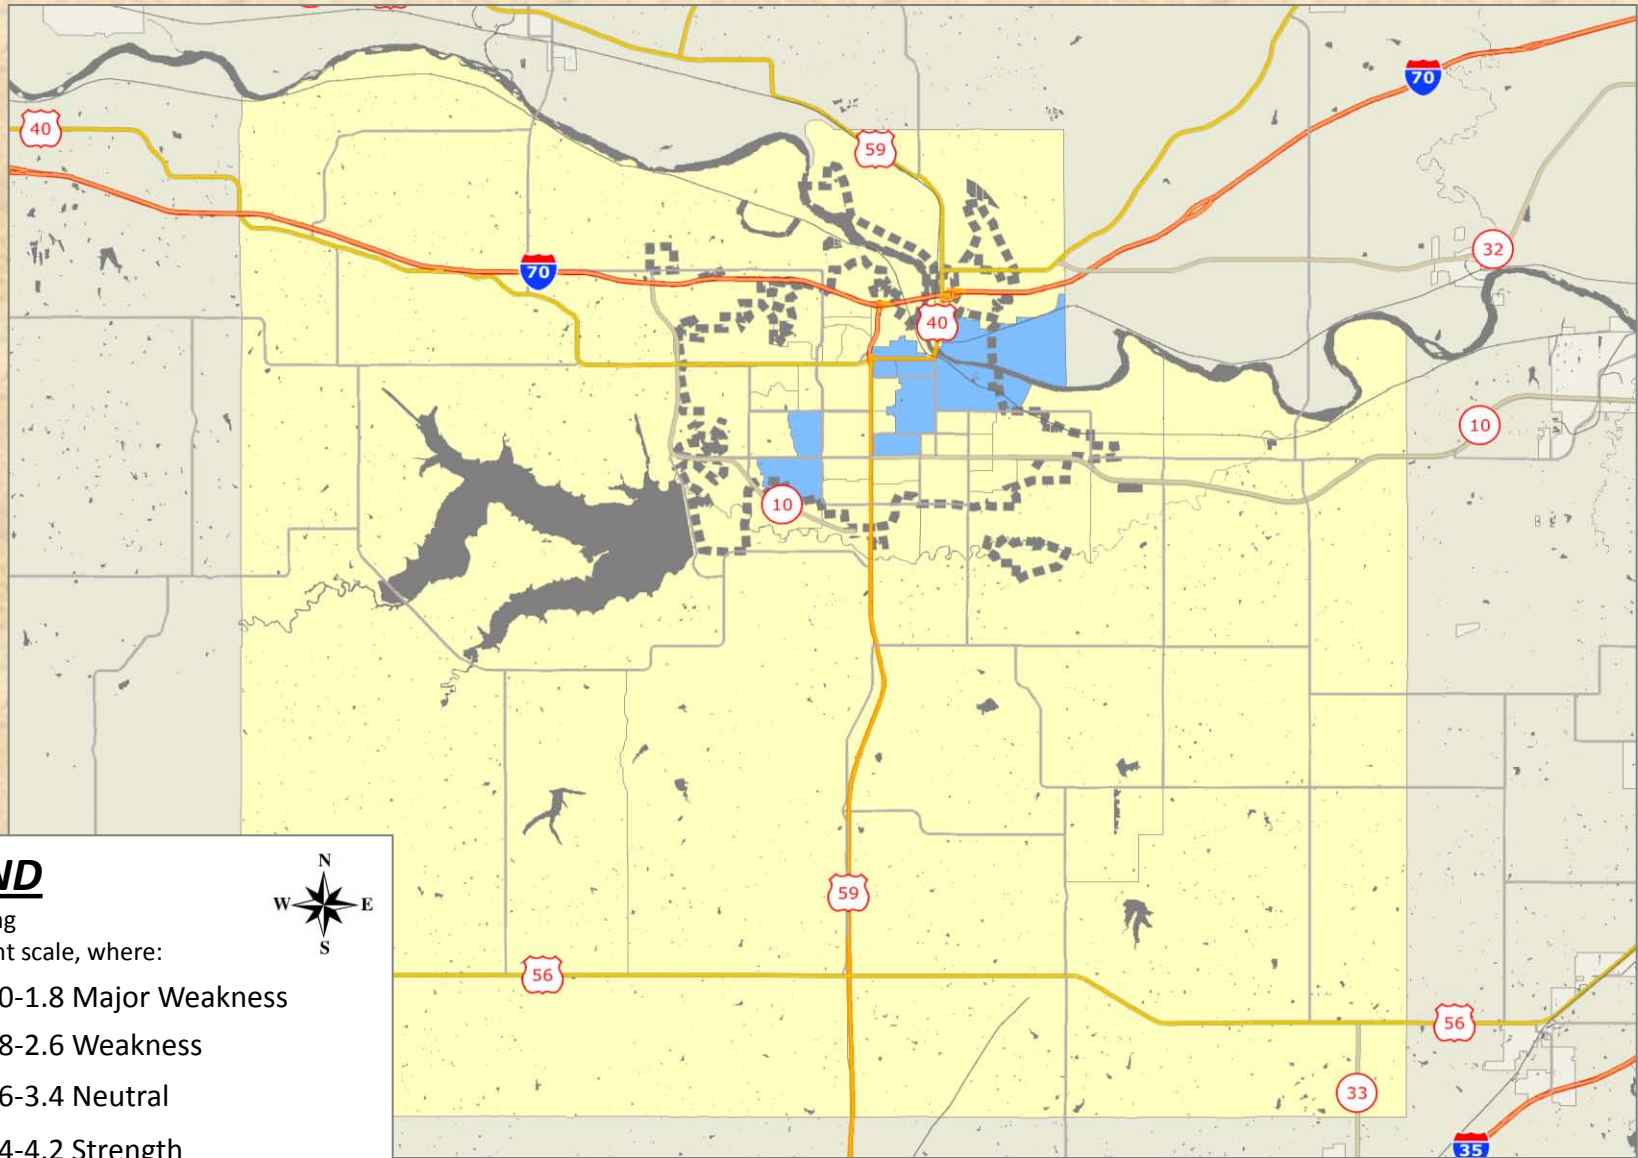 70
40
59
32
70
40
10
10
ND
N
W E
S
ng
nt scale, where:
0-1.8 Major Weakness
8-2.6 Weakness
6-3.4 Neutral
4-4.2 Strength
59
56
56
33
35